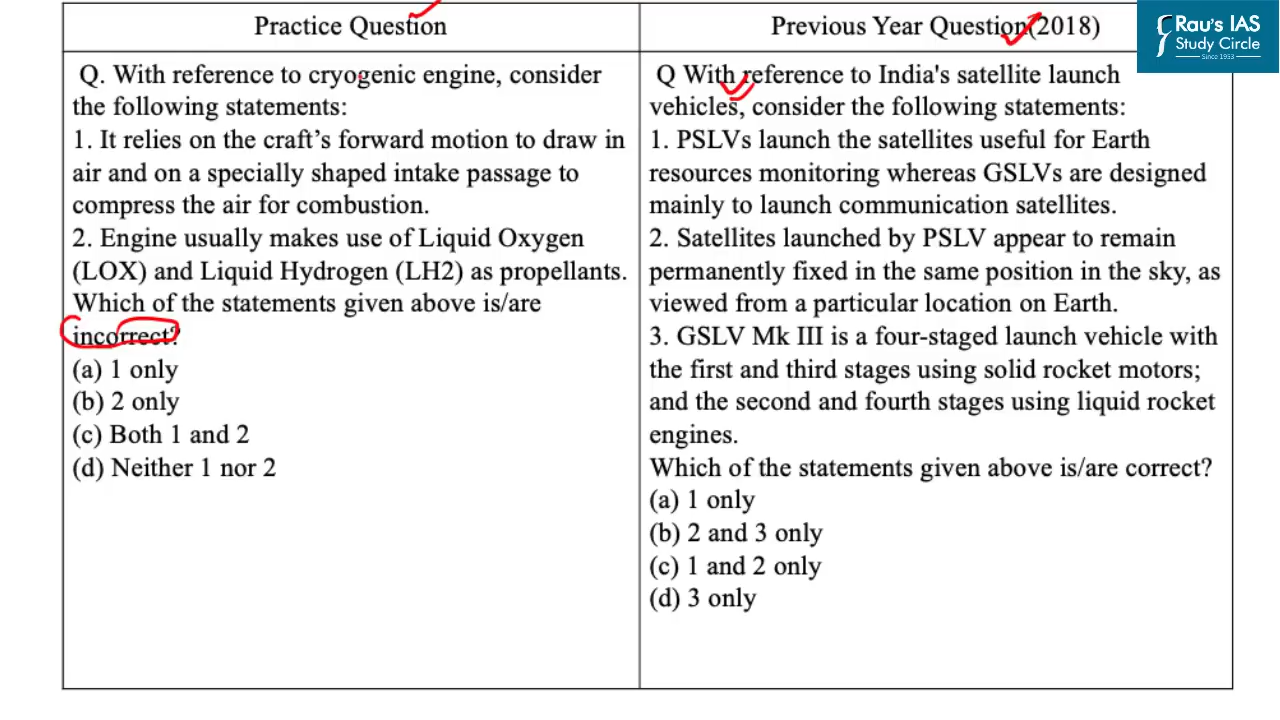 Practice Question
Previous Year Question(2018)
Rau's IAS
Study Circle
Since 1953
Q. With reference to cryogenic engine, consider
the following statements:
1. It relies on the craft's forward motion to draw in
air and on a specially shaped intake passage to
compress the air for combustion.
2. Engine usually makes use of Liquid Oxygen
(LOX) and Liquid Hydrogen (LH2) as propellants.
Which of the statements given above is/are
incorrect?
(a) 1 only
(b) 2 only
(c) Both 1 and 2
(d) Neither 1 nor 2
Q With reference to India's satellite launch
vehicles, consider the following statements:
1. PSLVs launch the satellites useful for Earth
resources monitoring whereas GSLVs are designed
mainly to launch communication satellites.
2. Satellites launched by PSLV appear to remain
permanently fixed in the same position in the sky, as
viewed from a particular location on Earth.
3. GSLV Mk III is a four-staged launch vehicle with
the first and third stages using solid rocket motors;
and the second and fourth stages using liquid rocket
engines.
Which of the statements given above is/are correct?
(a) 1 only
(b) 2 and 3 only
(c) 1 and 2 only
(d) 3 only